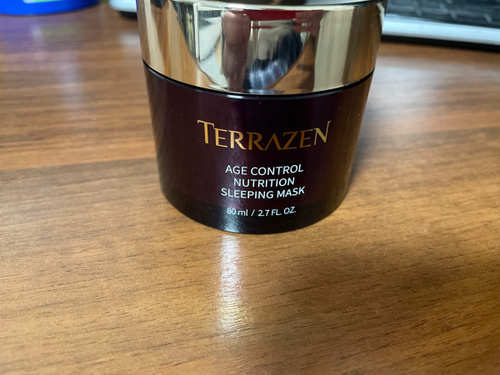 TERRAZEN
AGE CONTROL
NUTRITION
SLEEPING MASK
80 ml / 2.7 FL. OZ.